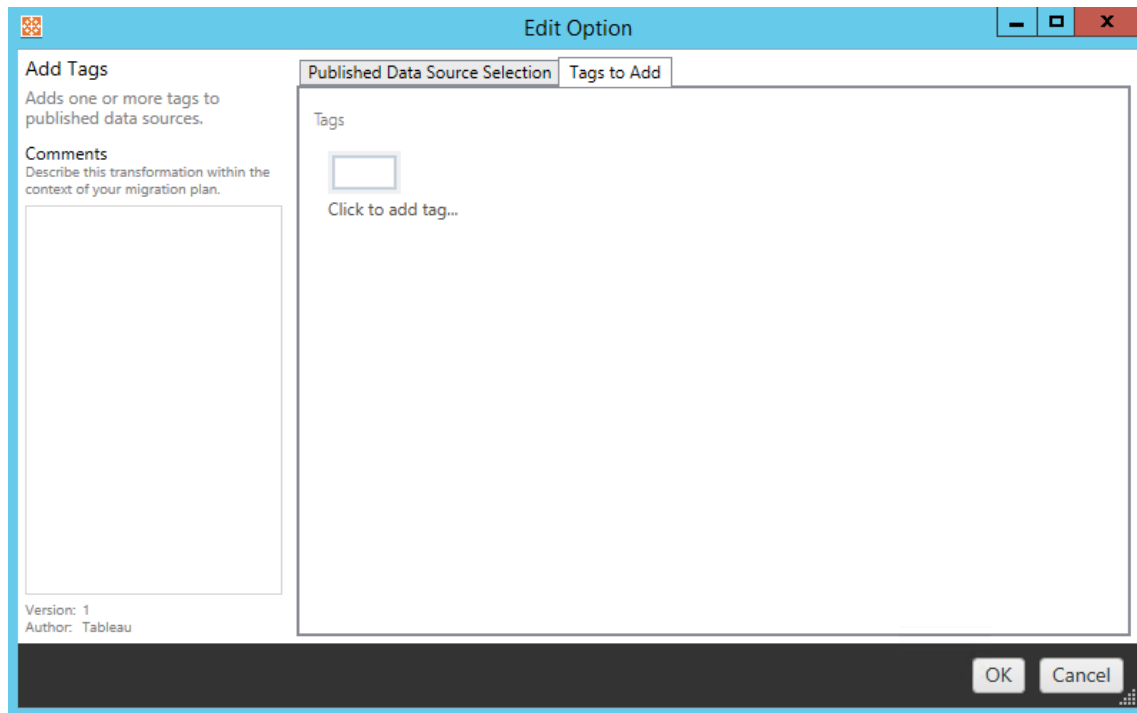 Edit Option
X
Add Tags
Adds one or more tags to
published data sources.
Comments
Describe this transformation within the
context of your migration plan.
Version: 1
Author: Tableau
Published Data Source Selection
Tags to Add
Tags
Click to add tag...
OK
Cancel